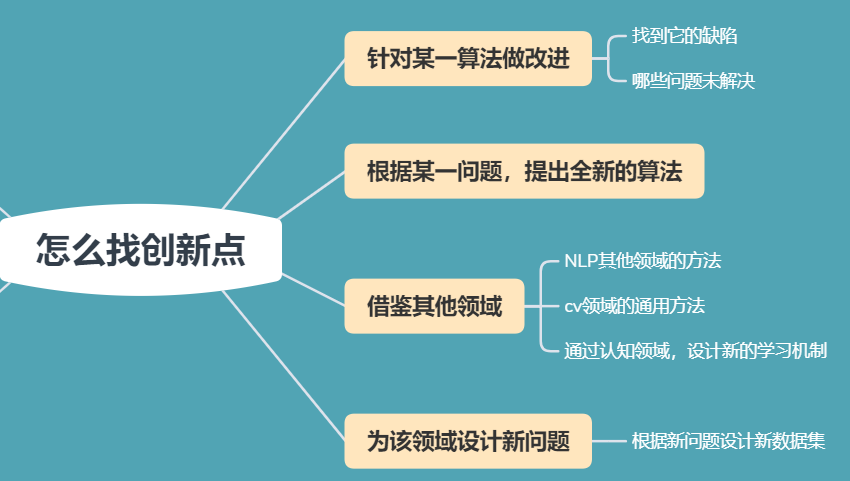 怎么找创新点
针对某一算法做改进
找到它的缺陷
哪些问题未解决
根据某一问题，提出全新的算法
借鉴其他领域
NLP其他领域的方法
cv领域的通用方法
通过认知领域，设计新的学习机制
为该领域设计新问题
根据新问题设计新数据集